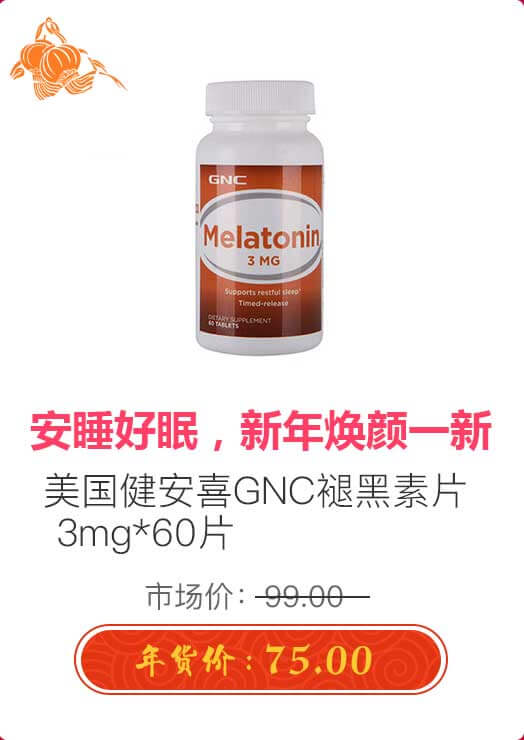 GNC
Melatonin
3 MG
Supports restful sleep*
Timed-release
DIETARY SUPPLEMENT
60 TABLETS
安睡好眠，新年焕颜一新
美国健安喜GNC褪黑素片
3mg*60片
市场价：99.00
年货价：75.00